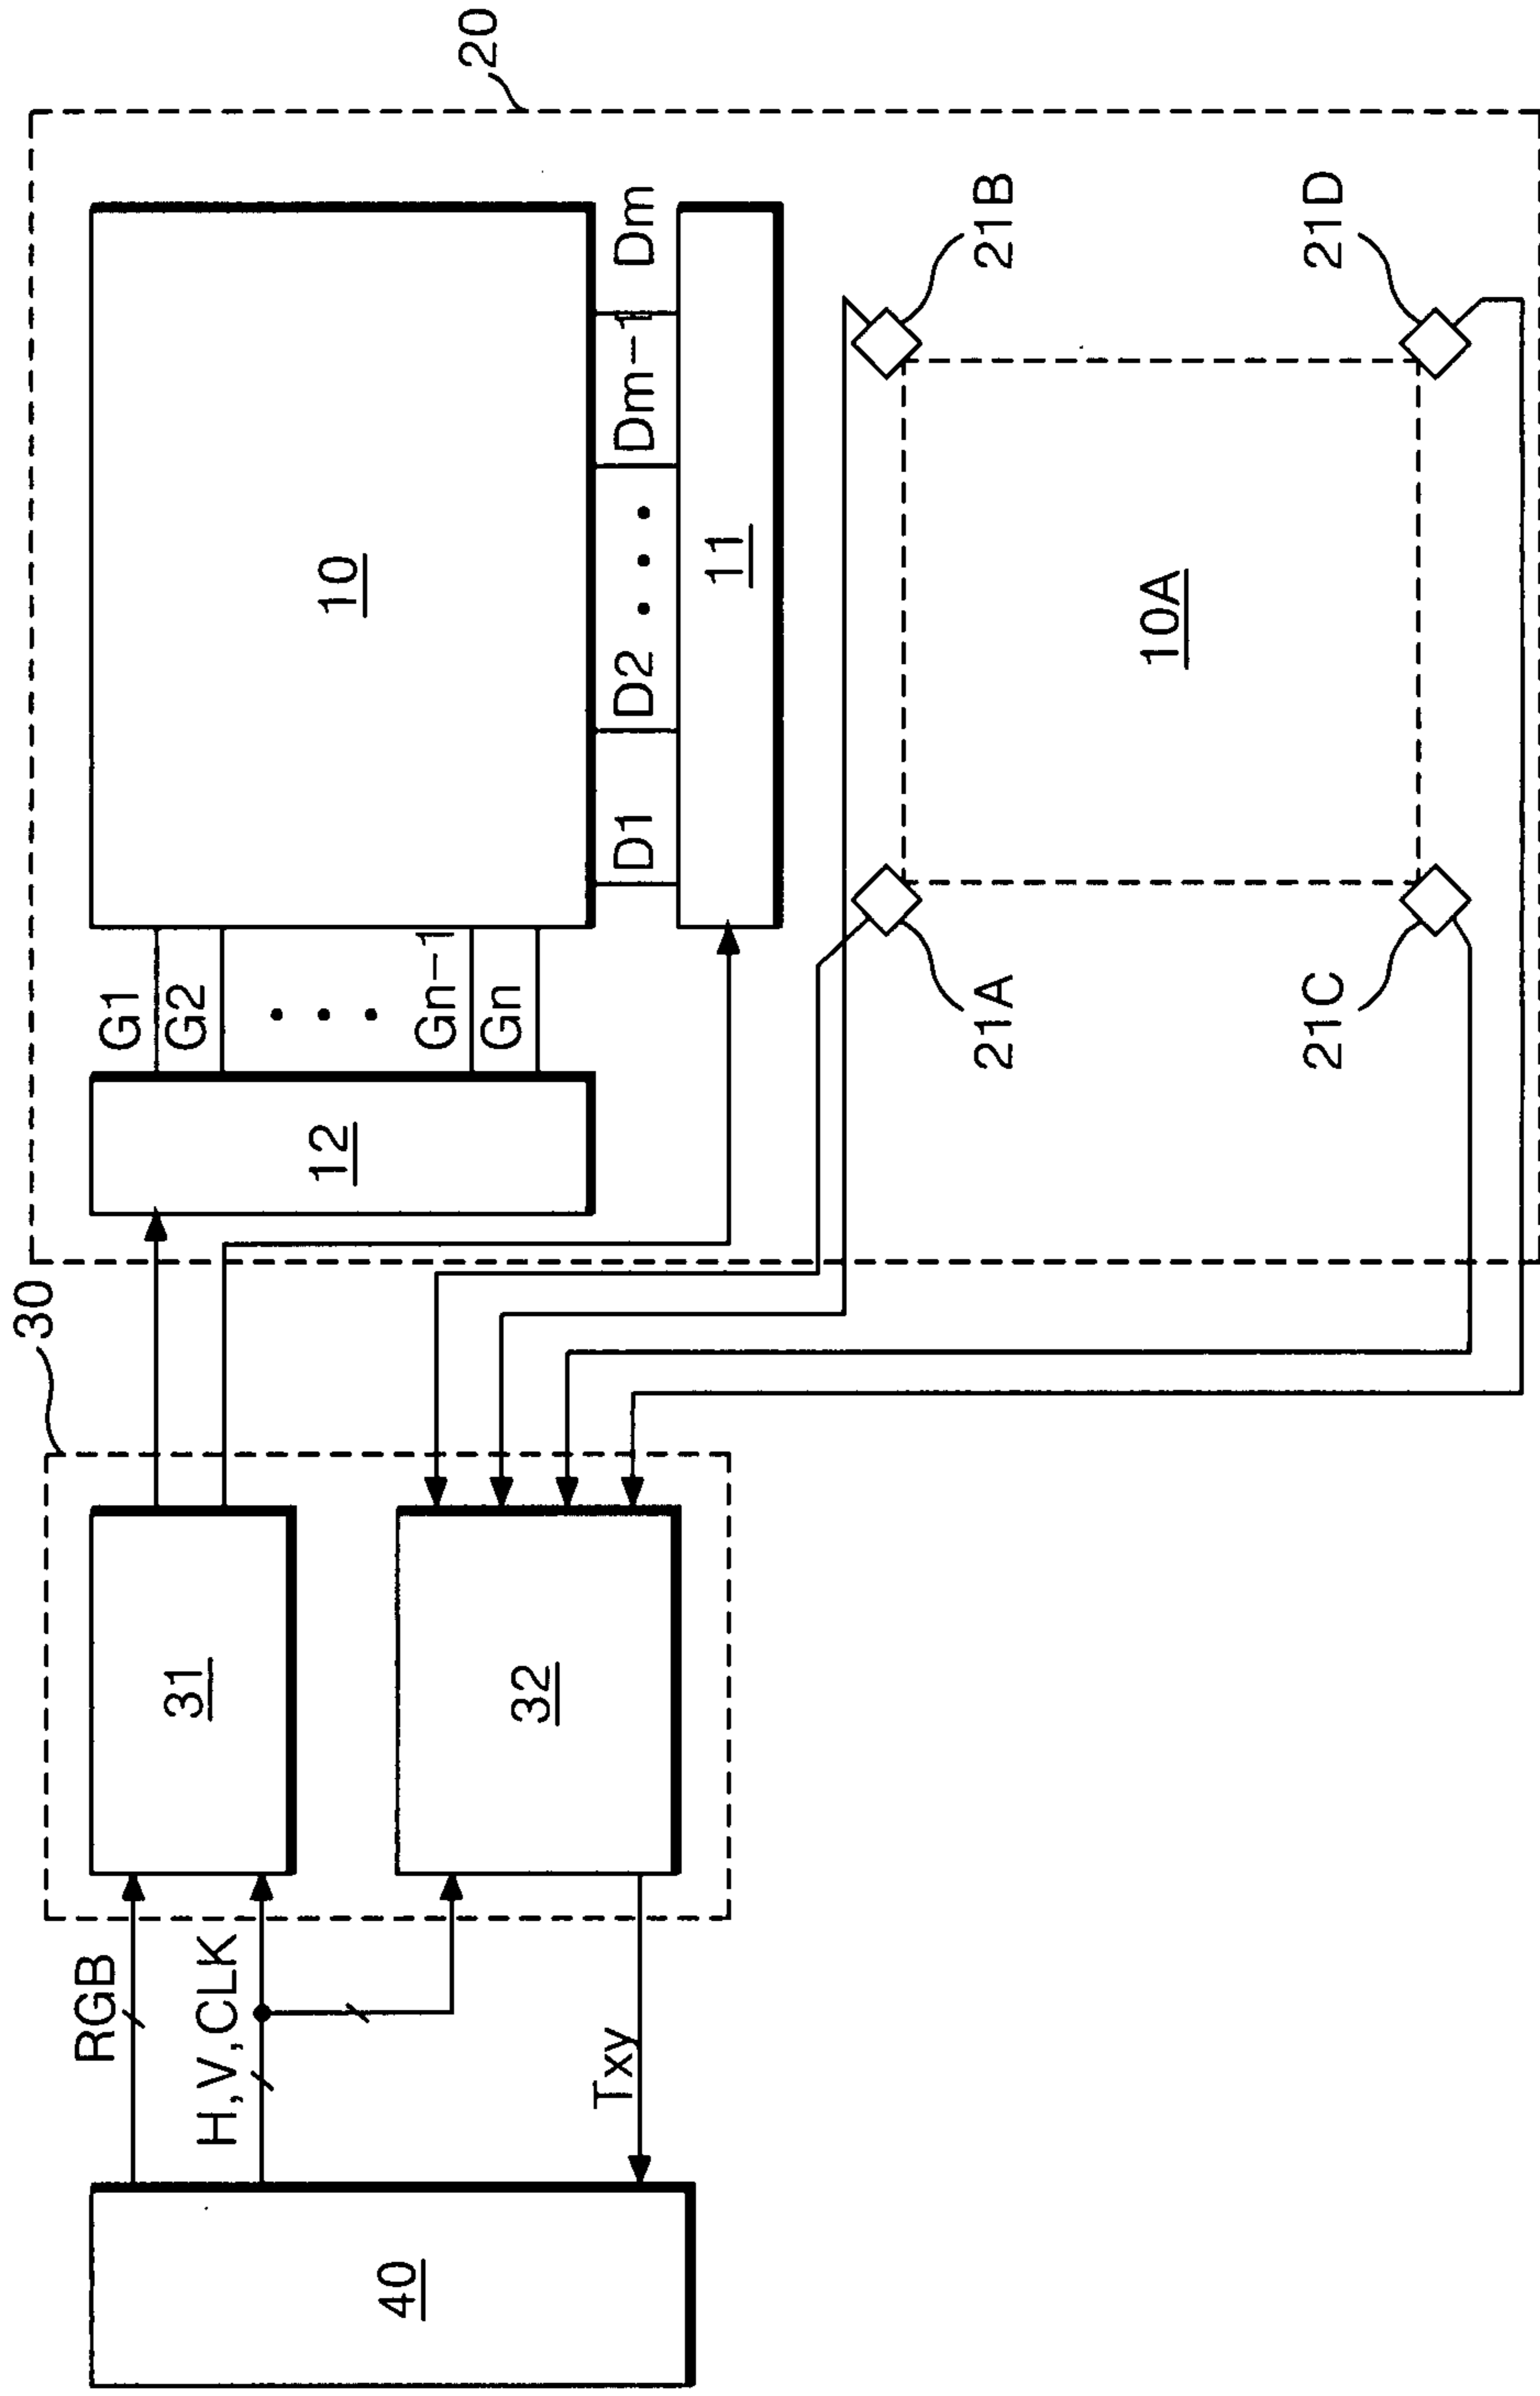 30
20
RGB
H,V,CLK
Txy
40
31
32
12
G1
G2
Gn-1
Gn
10
D1
D2
Dm-1
Dm
11
21A
21B
10A
21C
21D